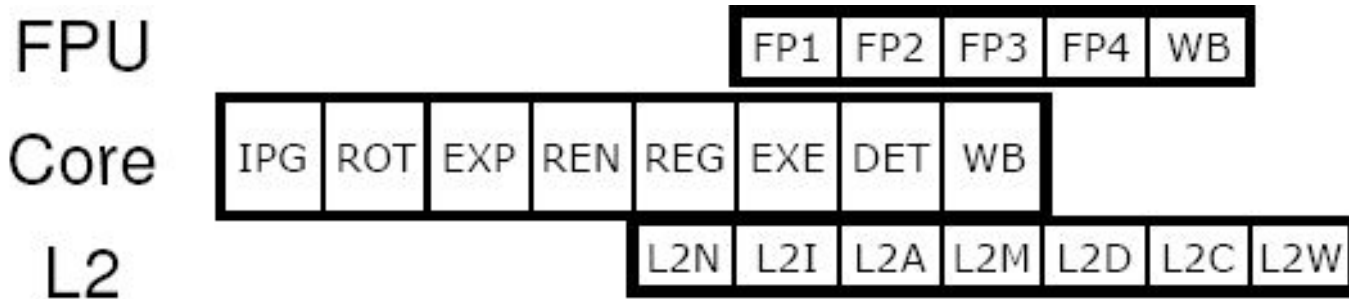 FPU FP1 FP2 FP3 FP4 WB
Core IPG ROT EXP REN REG EXE DET WB
L2 L2N L2I L2A L2M L2D L2C L2W